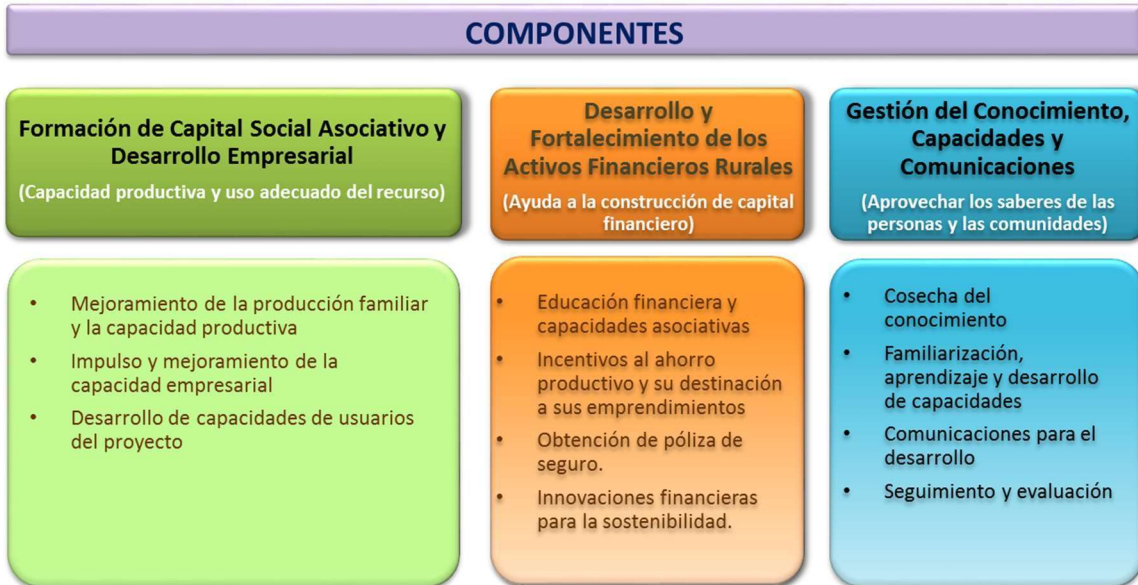 COMPONENTES
Formación de Capital Social Asociativo y
Desarrollo Empresarial
(Capacidad productiva y uso adecuado del recurso)
• Mejoramiento de la producción familiar
y la capacidad productiva
• Impulso y mejoramiento de la
capacidad empresarial
• Desarrollo de capacidades de usuarios
del proyecto
Desarrollo y
Fortalecimiento de los
Activos Financieros Rurales
(Ayuda a la construcción de capital
financiero)
• Educación financiera y
capacidades asociativas
• Incentivos al ahorro
productivo y su destinación
a sus emprendimientos
• Obtención de póliza de
seguro.
• Innovaciones financieras
para la sostenibilidad.
Gestión del Conocimiento,
Capacidades y
Comunicaciones
(Aprovechar los saberes de las
personas y las comunidades)
• Cosecha del
conocimiento
• Familiarización,
aprendizaje y desarrollo
de capacidades
• Comunicaciones para el
desarrollo
• Seguimiento y evaluación